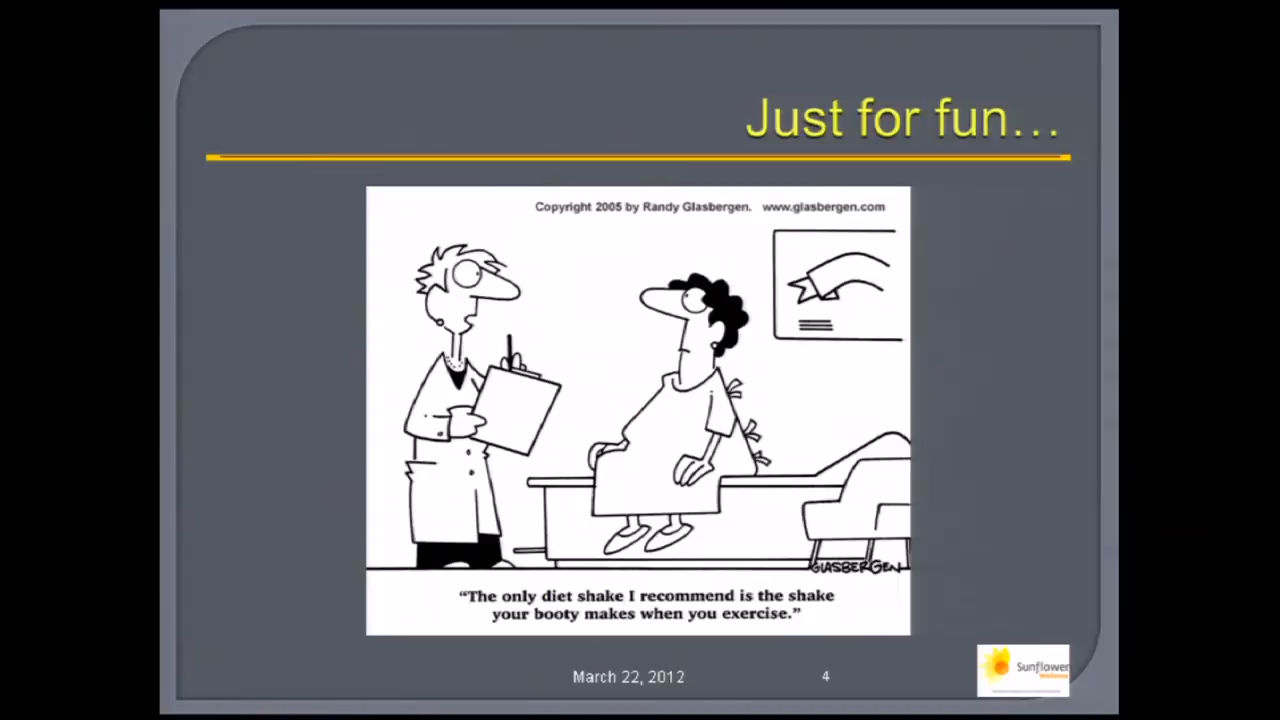 Just for fun…
Copyright 2005 by Randy Glasbergen. www.glasbergen.com
GLASBERGEN
“The only diet shake I recommend is the shake
your booty makes when you exercise.”
March 22, 2012
4
Sunflower